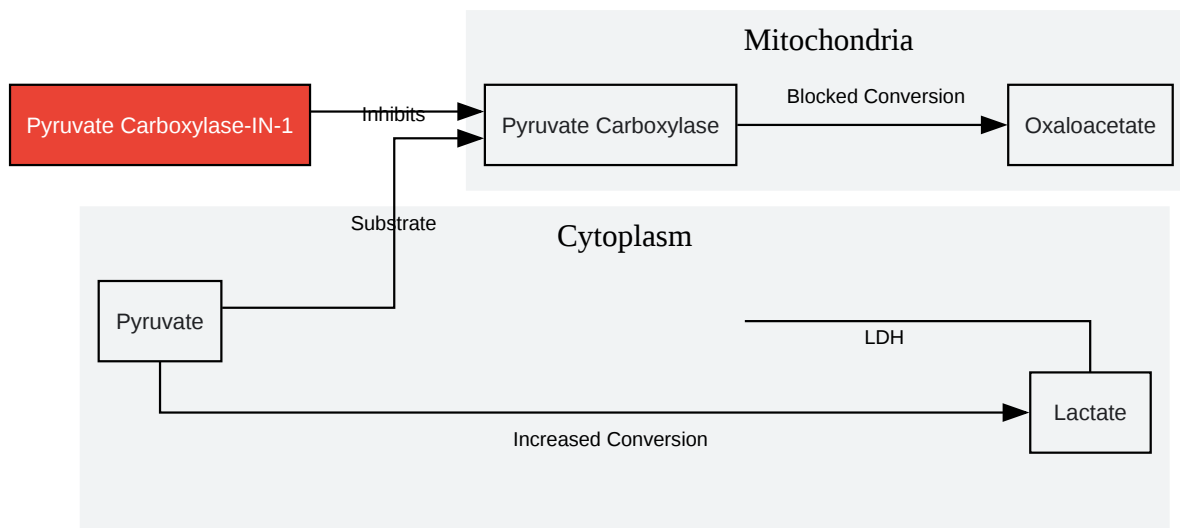 Mitochondria
Pyruvate Carboxylase-IN-1
Inhibits
Pyruvate Carboxylase
Blocked Conversion
Oxaloacetate
Substrate
Cytoplasm
Pyruvate
LDH
Lactate
Increased Conversion